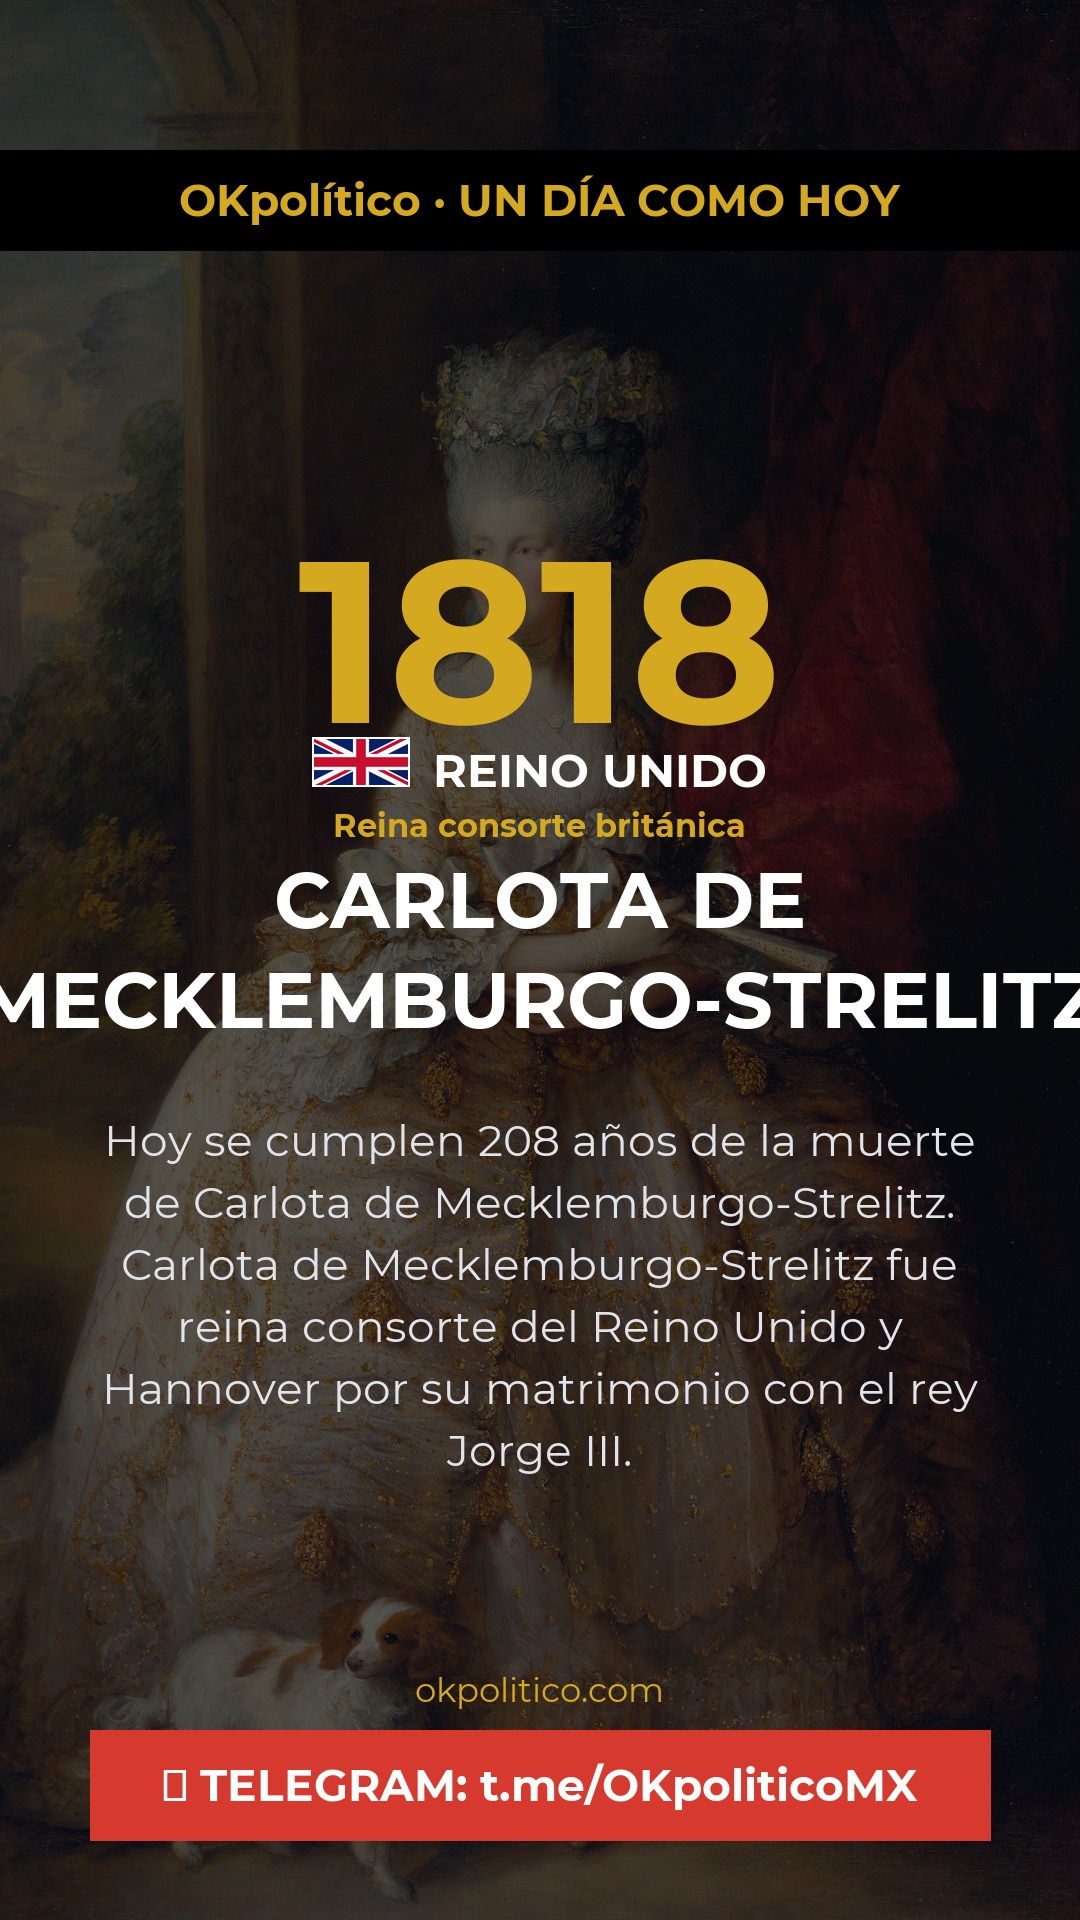 OKpolítico · UN DÍA COMO HOY
1818
REINO UNIDO
Reina consorte británica
CARLOTA DE
MECKLEMBURGO-STRELITZ
Hoy se cumplen 208 años de la muerte
de Carlota de Mecklemburgo-Strelitz.
Carlota de Mecklemburgo-Strelitz fue
reina consorte del Reino Unido y
Hannover por su matrimonio con el rey
Jorge III.
okpolitico.com
TELEGRAM: t.me/OKpoliticoMX